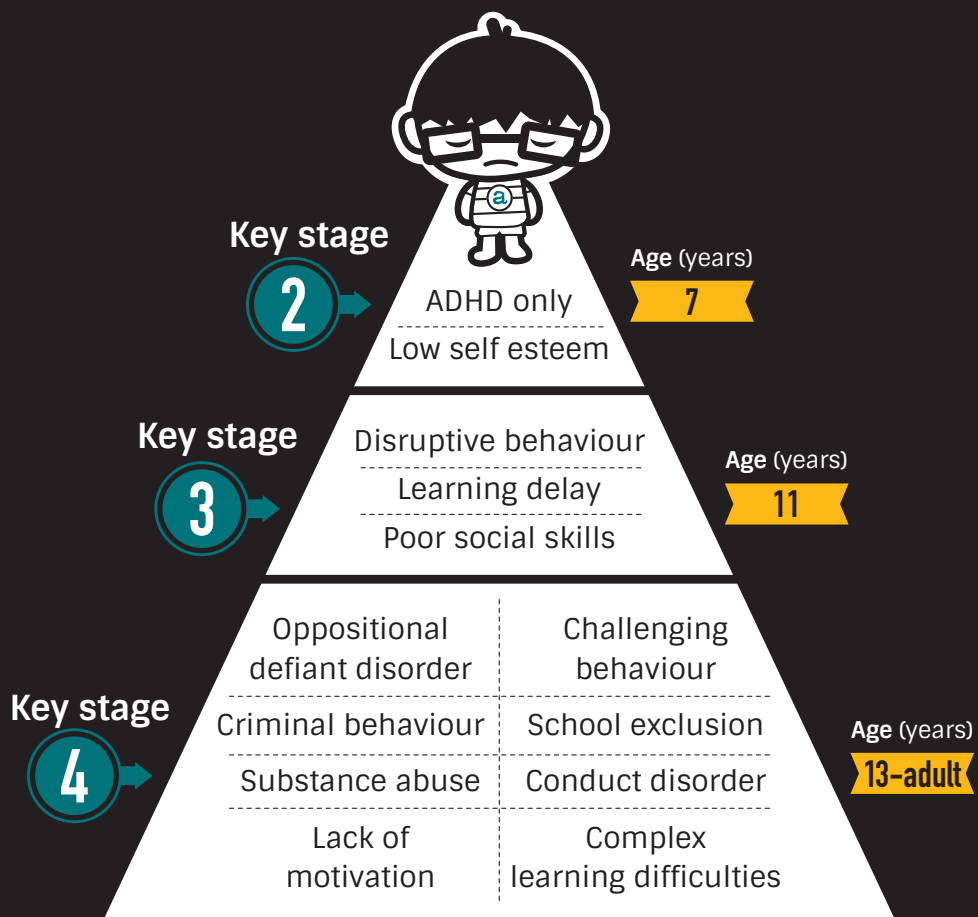 a
Key stage
2
Age (years)
7
ADHD only
Low self esteem
Key stage
3
Age (years)
11
Disruptive behaviour
Learning delay
Poor social skills
Key stage
4
Age (years)
13–adult
Oppositional
defiant disorder
Challenging
behaviour
Criminal behaviour
School exclusion
Substance abuse
Conduct disorder
Lack of
motivation
Complex
learning difficulties